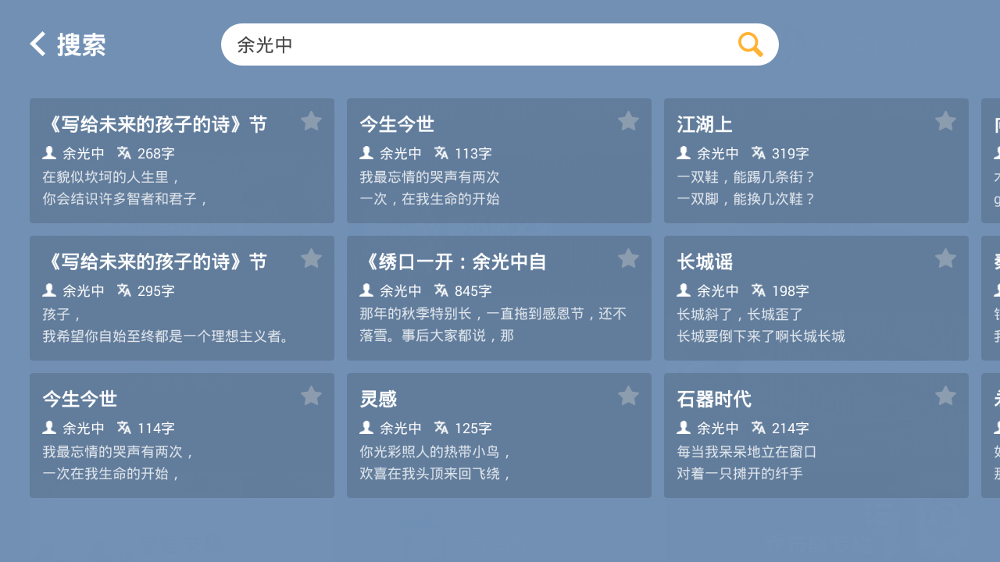 搜索
余光中
《写给未来的孩子的诗》节
余光中 268字
在貌似坎坷的人生里，
你会结识许多智者和君子，
今生今世
余光中 113字
我最忘情的哭声有两次
一次，在我生命的开始
江湖上
余光中 319字
一双鞋，能踢几条街？
一双脚，能换几次鞋？
《写给未来的孩子的诗》节
余光中 295字
孩子，
我希望你自始至终都是一个理想主义者。
《绣口一开：余光中自
余光中 845字
那年的秋季特别长，一直拖到感恩节，还不
落雪。事后大家都说，那
长城谣
余光中 198字
长城斜了，长城歪了
长城要倒下来了啊长城长城
今生今世
余光中 114字
我最忘情的哭声有两次，
一次在我生命的开始，
灵感
余光中 125字
你光彩照人的热带小鸟，
欢喜在我头顶来回飞绕，
石器时代
余光中 214字
每当我呆呆地立在窗口
对着一只摊开的纤手